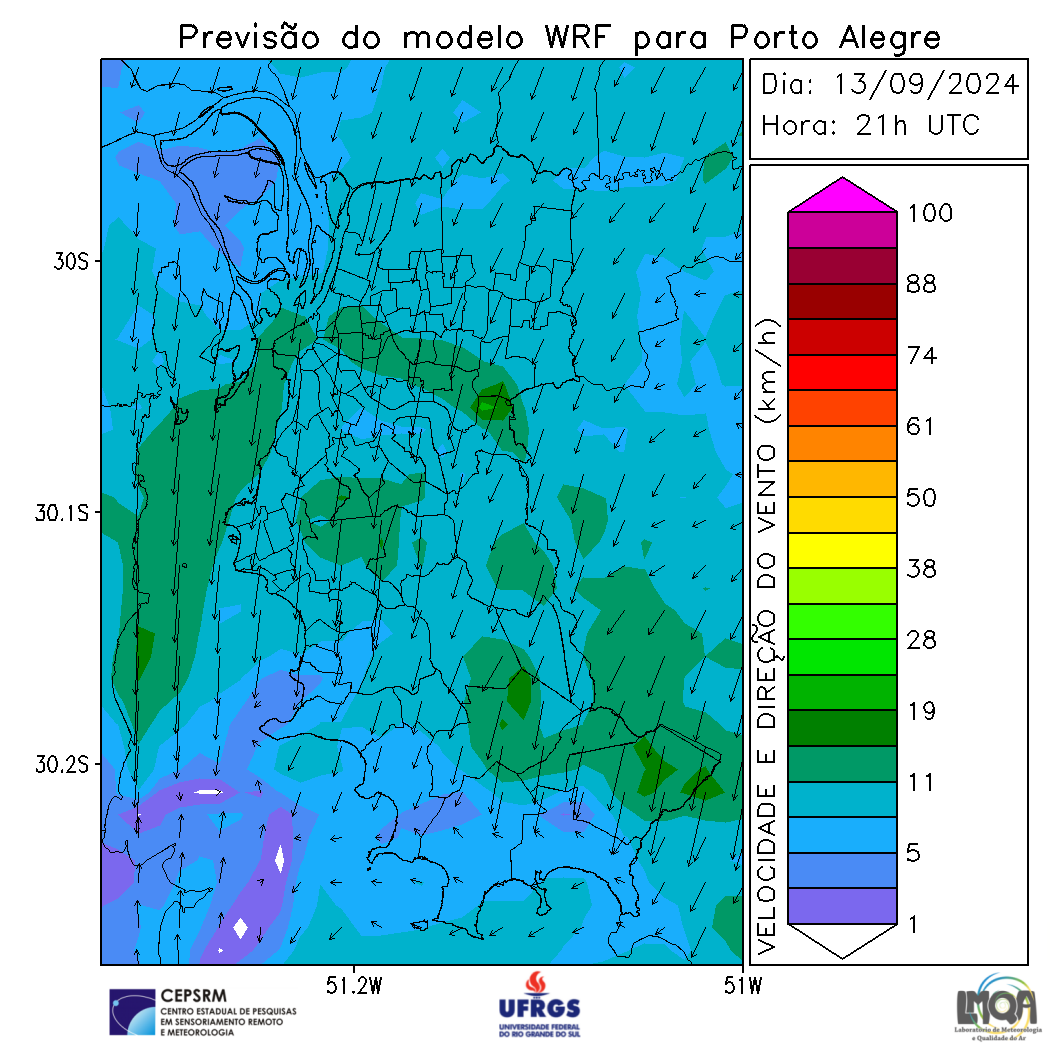 Previsão do modelo WRF para Porto Alegre
Dia: 13/09/2024
Hora: 21h UTC
30S
30.1S
30.2S
51.2W
51W
VELOCIDADE E DIREÇÃO DO VENTO (km/h)
100
88
74
61
50
38
28
19
11
5
1
CEPSRM
CENTRO ESTADUAL DE PESQUISAS
EM SENSORIAMENTO REMOTO
E METEOROLOGIA
UFRGS
UNIVERSIDADE FEDERAL
DO RIO GRANDE DO SUL
LMQA
Laboratório de Meteorologia
e Qualidade do Ar